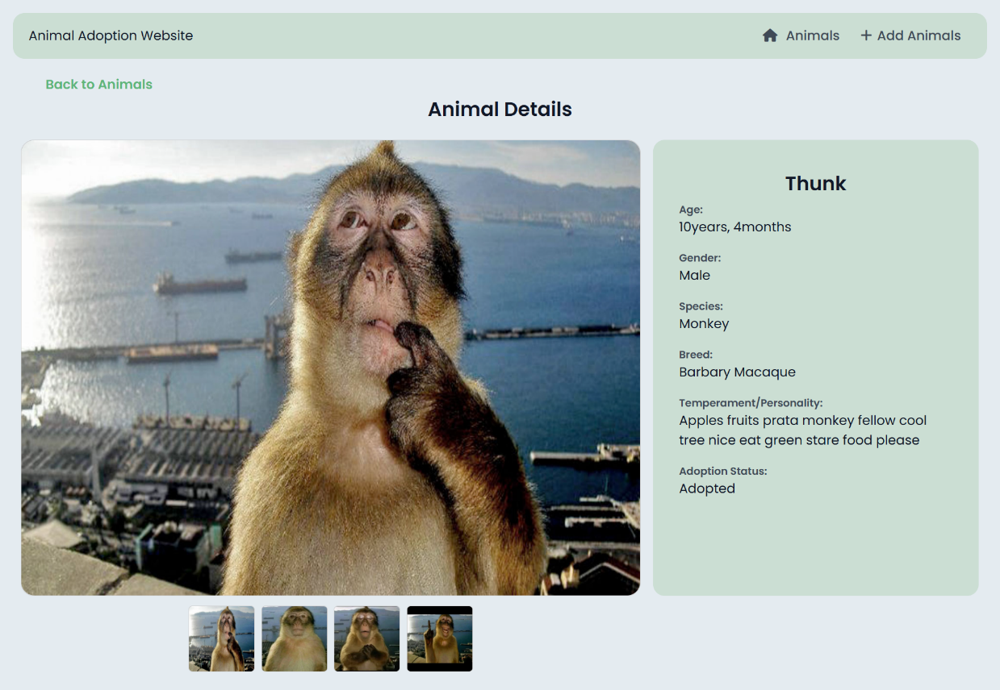 Animal Adoption Website
Animals
Add Animals
Back to Animals
Animal Details
Thunk
Age:
10years, 4months
Gender:
Male
Species:
Monkey
Breed:
Barbary Macaque
Temperament/Personality:
Apples fruits prata monkey fellow cool
tree nice eat green stare food please
Adoption Status:
Adopted